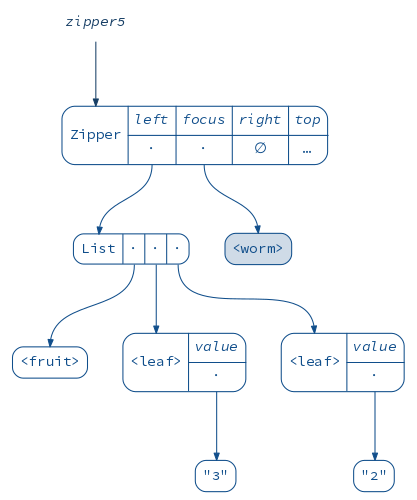 zipper5
Zipper left focus right top
· · ∅ …
List · · · <worm>
<fruit> <leaf> value <leaf> value
· ·
"3" "2"